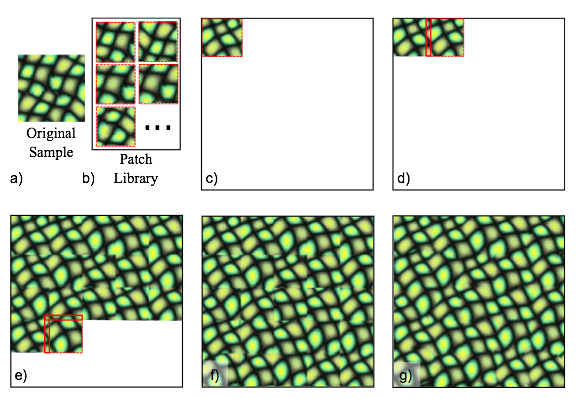 Original
Sample
a)
b)
Patch
Library
c)
d)
e)
f)
g)